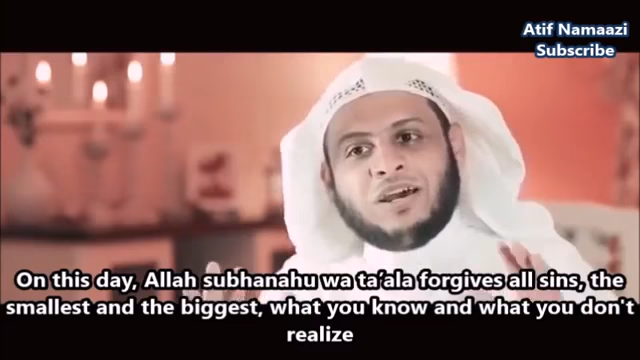 Atif Namaazi
Subscribe
On this day, Allah subhanahu wa ta'ala forgives all sins, the
smallest and the biggest, what you know and what you don't
realize